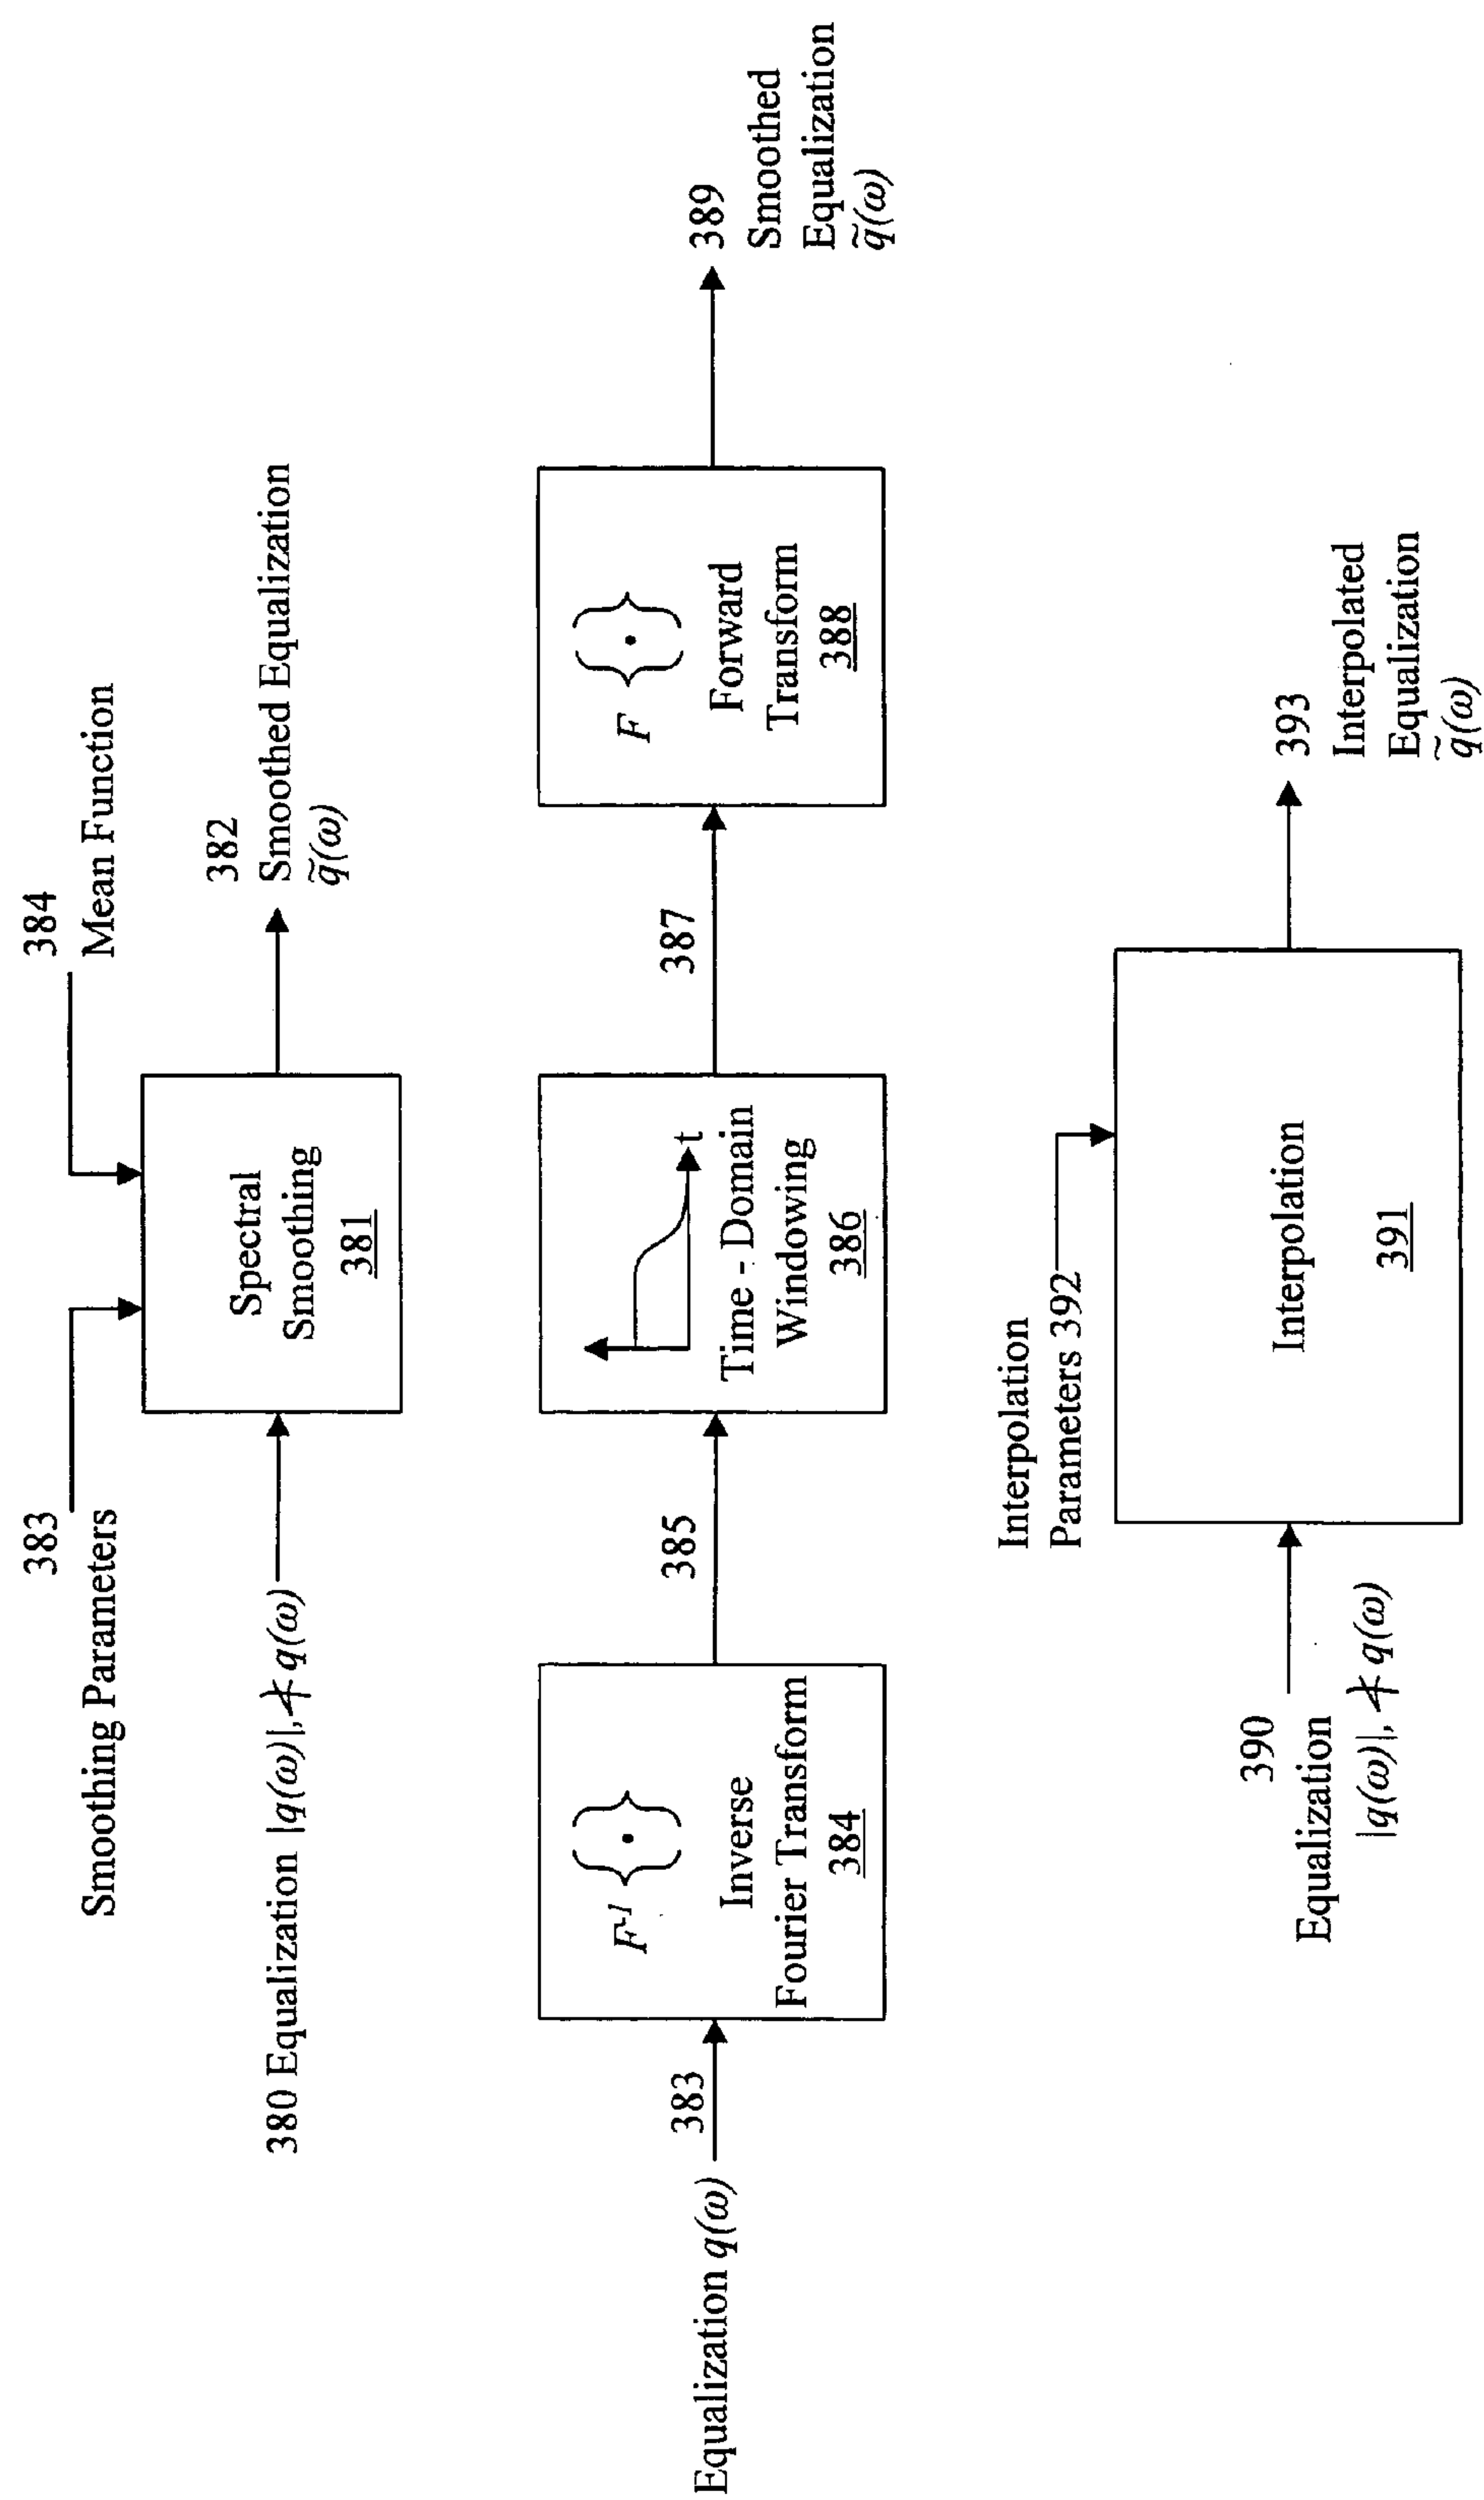 383
Smoothing Parameters
384
Mean Function
380 Equalization |q(ω)|, ∡ q(ω)
Spectral
Smoothing
381
382
Smoothed Equalization
q̃(ω)
Equalization q(ω)
383
F⁻¹ {•}
Inverse
Fourier Transform
384
385
t
Time - Domain
Windowing
386
387
F {•}
Forward
Transform
388
389
Smoothed
Equalization
q̃(ω)
390
Equalization
|q(ω)|, ∡ q(ω)
Interpolation
Parameters 392
Interpolation
391
393
Interpolated
Equalization
q̃(ω)